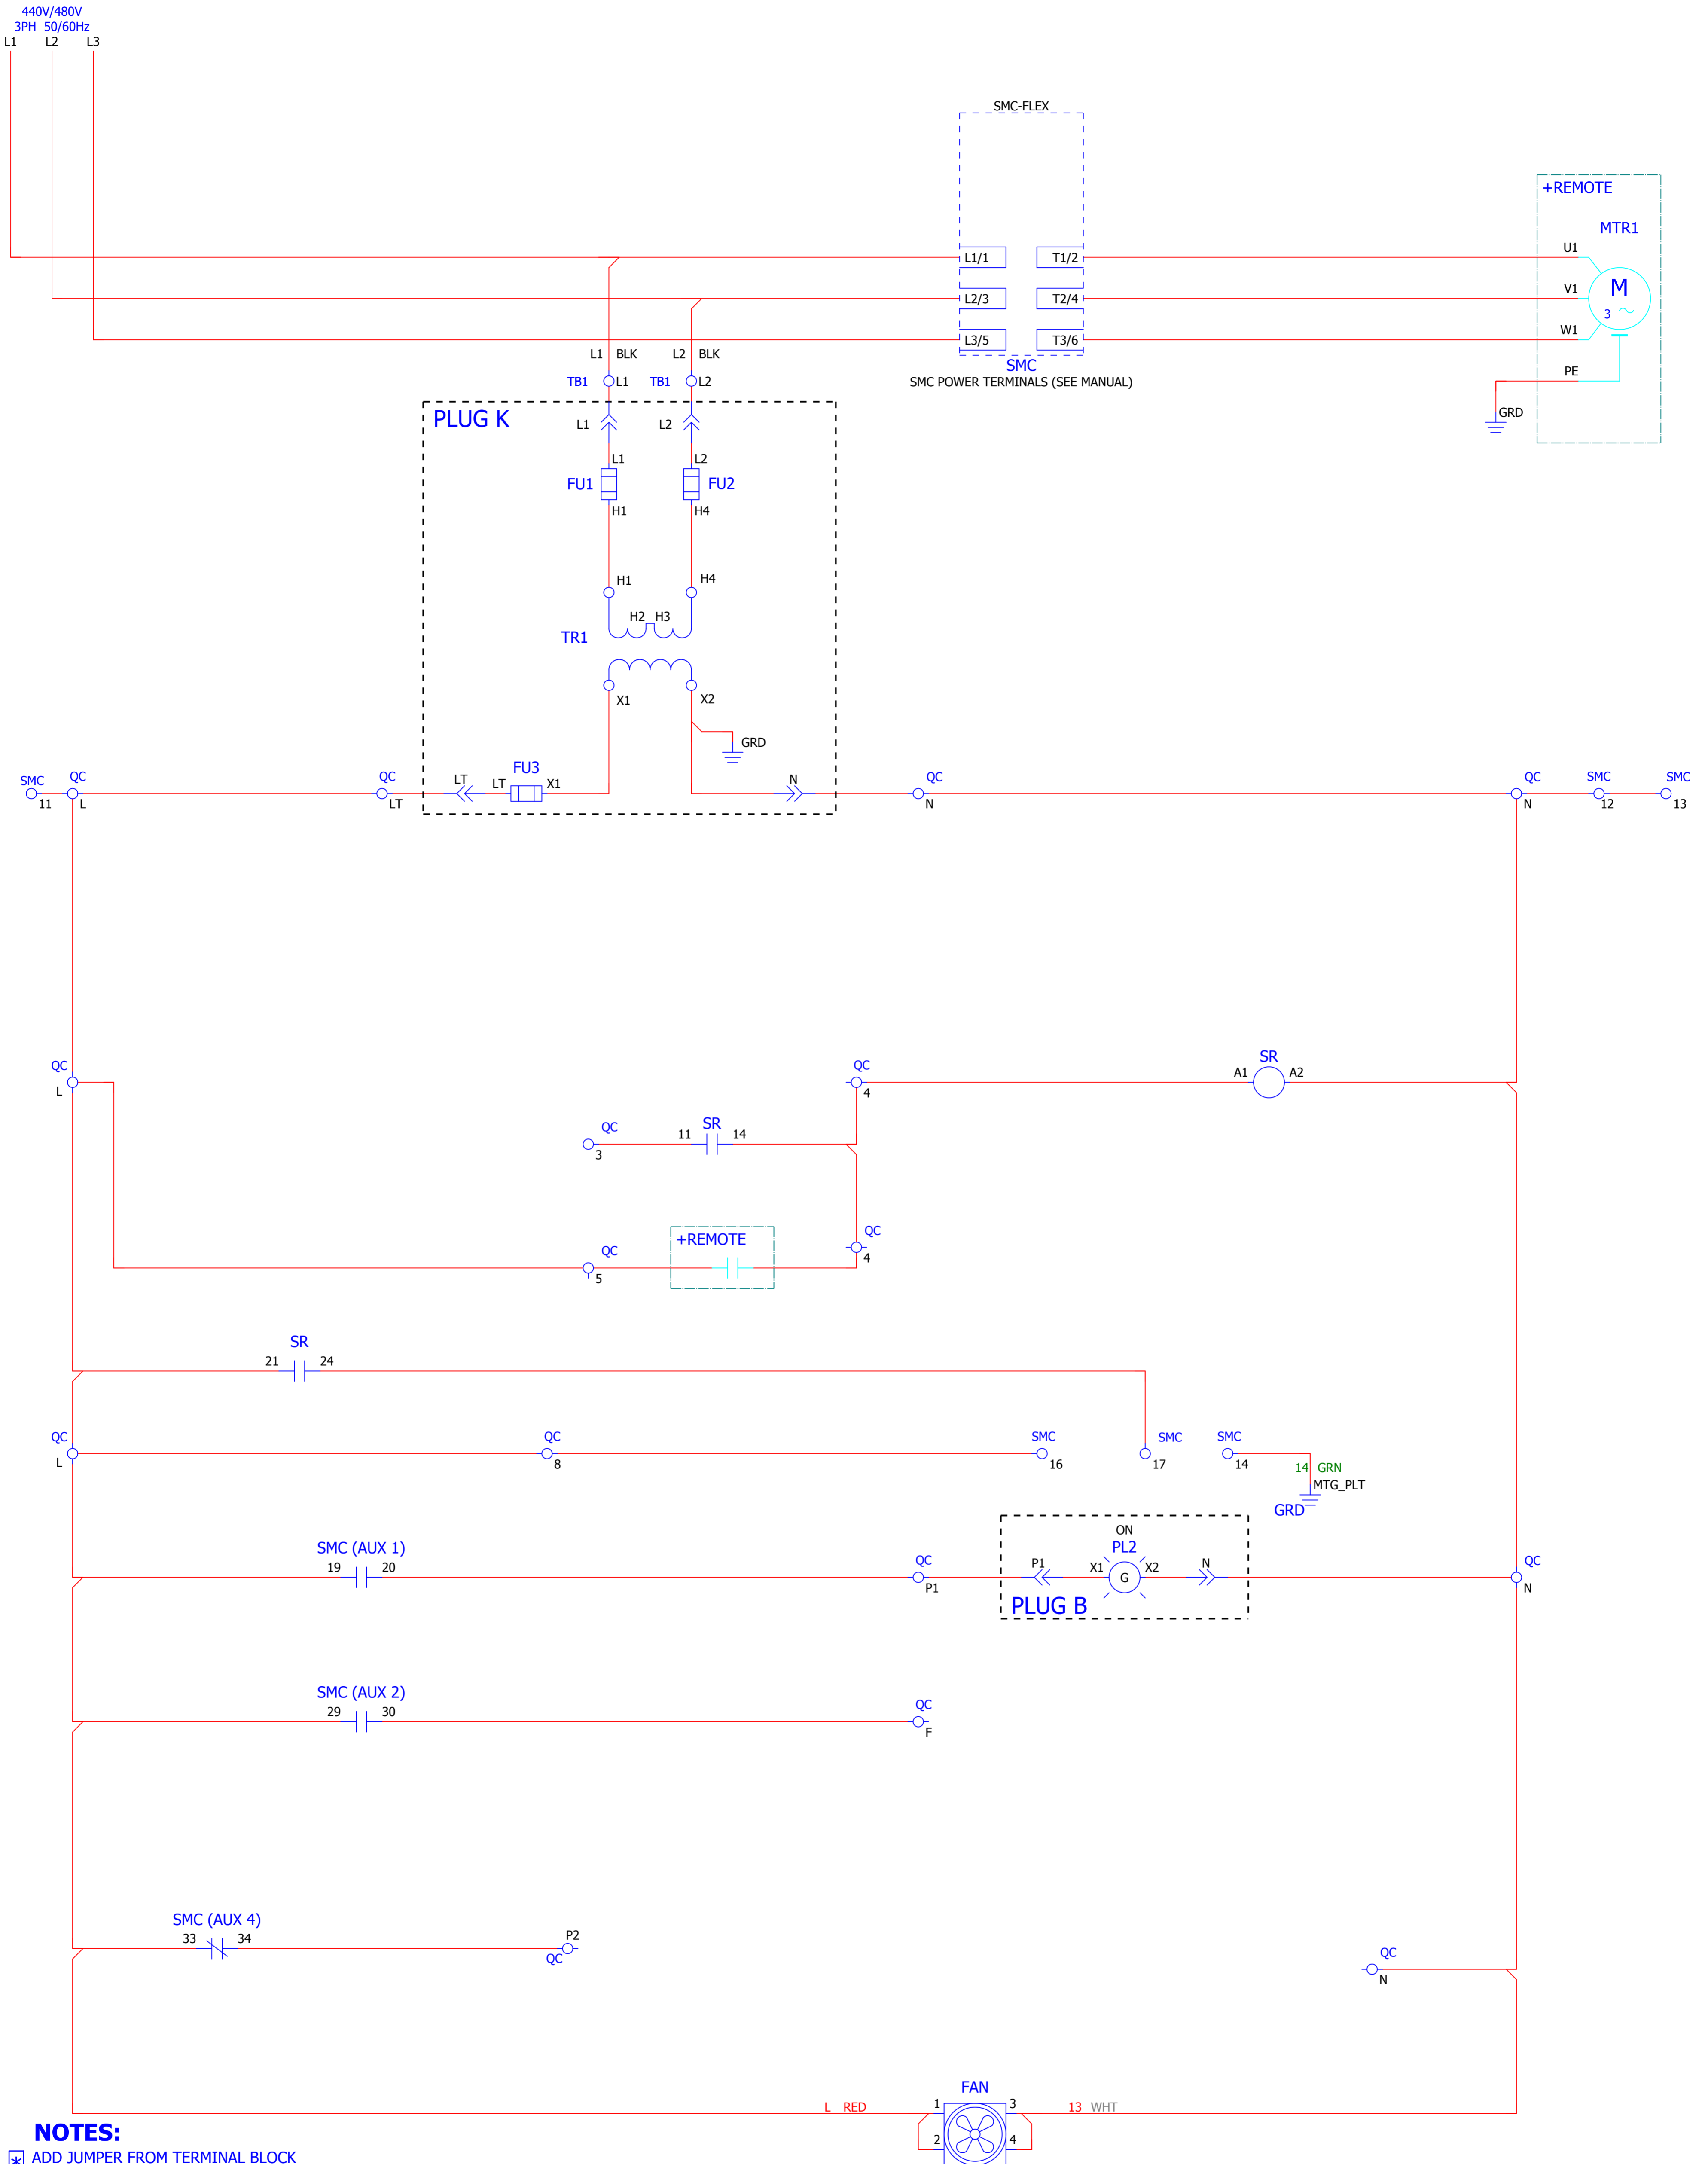 440V/480V
3PH 50/60Hz
L1 L2 L3
SMC-FLEX
+REMOTE
MTR1
U1
L1/1 T1/2
V1 M
L2/3 T2/4
3
W1
L3/5 T3/6
L1 BLK L2 BLK
SMC
PE
TB1 L1 TB1 L2
SMC POWER TERMINALS (SEE MANUAL)
PLUG K
GRD
L1 L2
L1 L2
FU1 FU2
H1 H4
H1 H4
H2 H3
TR1
X1 X2
GRD
FU3
SMC QC QC LT LT X1 N QC QC SMC SMC
11 L LT N N 12 13
QC QC SR
L 4 A1 A2
QC SR
3 11 14
QC
+REMOTE
QC 4
5
SR
21 24
QC QC SMC SMC SMC
L 8 16 17 14
14 GRN
MTG_PLT
GRD
ON
SMC (AUX 1) PL2
19 20 QC P1 X1 X2 N QC
G
P1 N
PLUG B
SMC (AUX 2)
29 30 QC
F
SMC (AUX 4)
33 34 P2
QC QC
N
FAN
L RED 1 3 13 WHT
NOTES:
2 4
* ADD JUMPER FROM TERMINAL BLOCK